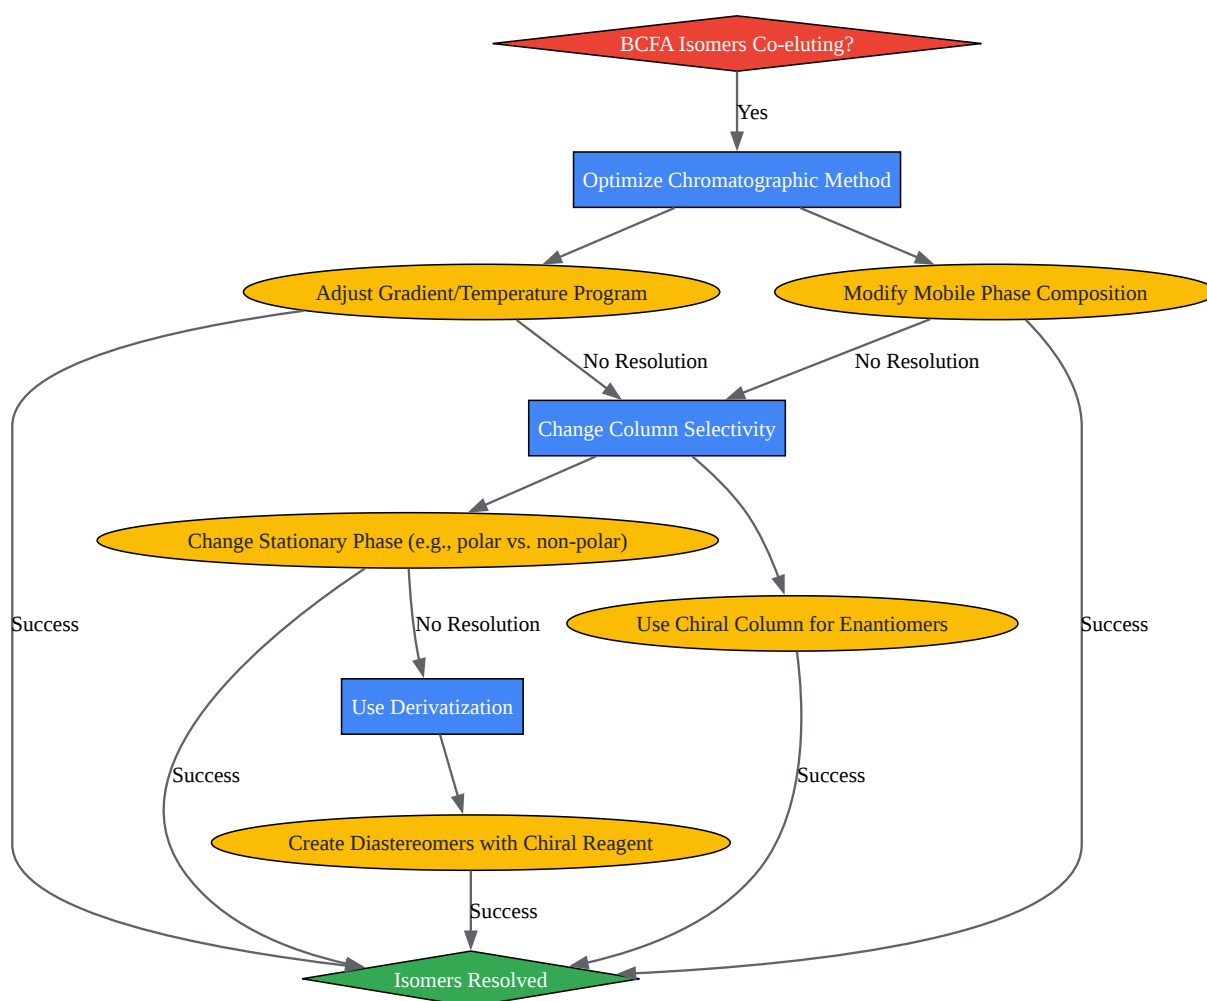 BCFA Isomers Co-eluting?
Yes
Optimize Chromatographic Method
Adjust Gradient/Temperature Program
Modify Mobile Phase Composition
No Resolution
No Resolution
Change Column Selectivity
Change Stationary Phase (e.g., polar vs. non-polar)
Success
No Resolution
Use Chiral Column for Enantiomers
Success
Use Derivatization
Success
Success
Create Diastereomers with Chiral Reagent
Success
Isomers Resolved